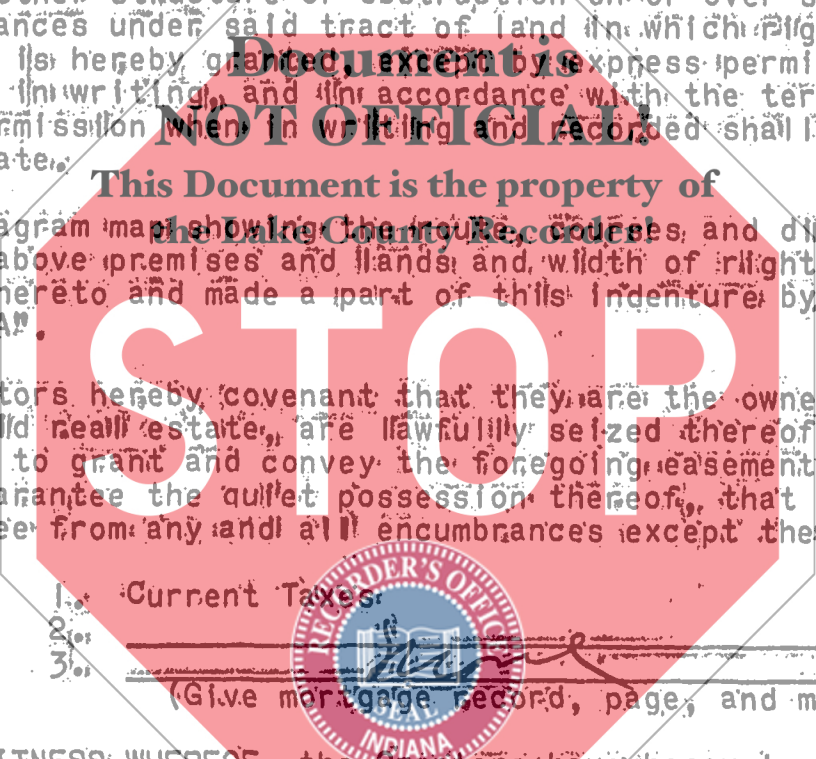 ances under said tract of land in which rig
is hereby granted, except by express permi
in writing, and in accordance with the ter
rmission when in writing and recorded shall
ate.
Document is
NOT OFFICIAL!
This Document is the property of
the Lake County Recorder!
agram map showing the route, courses, and di
above premises and lands and width of right
hereto and made a part of this indenture by
A".
STOP
tors hereby covenant that they are the owne
id real estate, are lawfully seized thereof
to grant and convey the foregoing easement
arantee the quiet possession thereof, that
ee from any and all encumbrances except the
1. Current Taxes
2.
3.
(Give mortgage record, page, and m
RECORDER'S OFFICE
SEAL
INDIANA
ITNESS WHEREOF, the